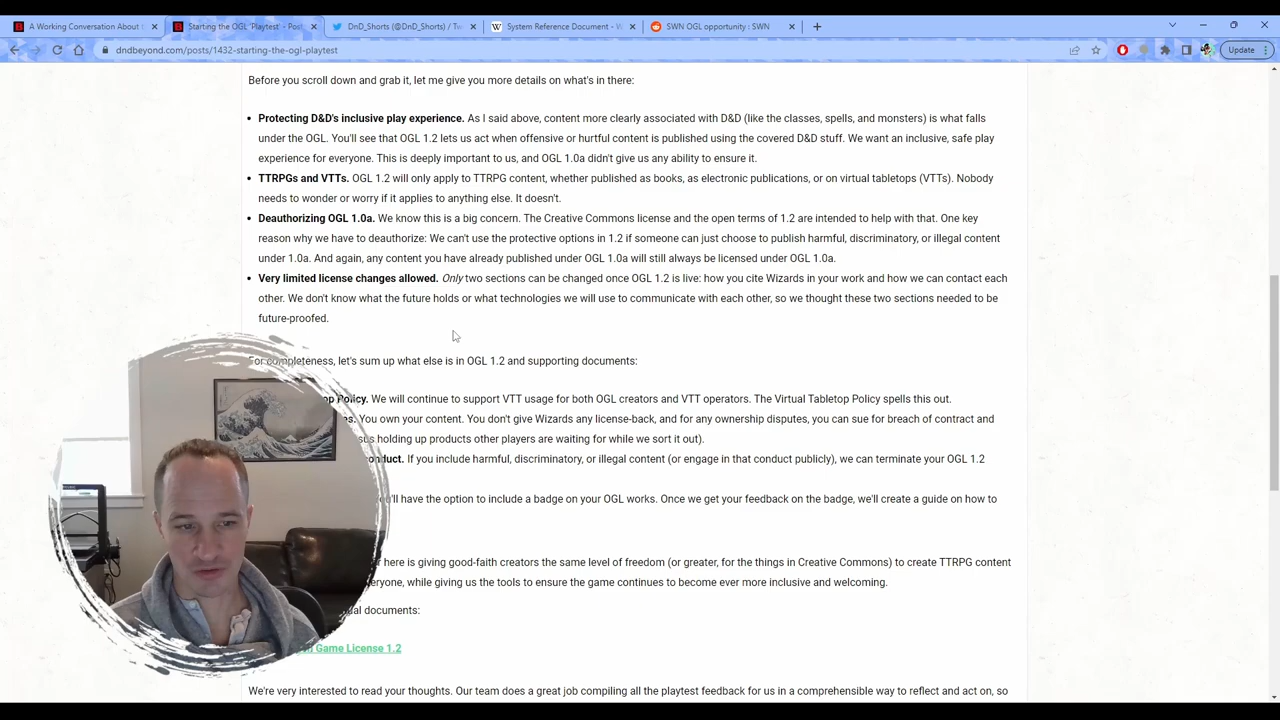 A Working Conversation About t
Starting the OGL 'Playtest' - Post
DnD_Shorts (@DnD_Shorts) / Tw
System Reference Document - W
SWN OGL opportunity : SWN
dndbeyond.com/posts/1432-starting-the-ogl-playtest
Update
Before you scroll down and grab it, let me give you more details on what's in there:
Protecting D&D's inclusive play experience. As I said above, content more clearly associated with D&D (like the classes, spells, and monsters) is what falls
under the OGL. You'll see that OGL 1.2 lets us act when offensive or hurtful content is published using the covered D&D stuff. We want an inclusive, safe play
experience for everyone. This is deeply important to us, and OGL 1.0a didn't give us any ability to ensure it.
TTRPGs and VTTs. OGL 1.2 will only apply to TTRPG content, whether published as books, as electronic publications, or on virtual tabletops (VTTs). Nobody
needs to wonder or worry if it applies to anything else. It doesn't.
Deauthorizing OGL 1.0a. We know this is a big concern. The Creative Commons license and the open terms of 1.2 are intended to help with that. One key
reason why we have to deauthorize: We can't use the protective options in 1.2 if someone can just choose to publish harmful, discriminatory, or illegal content
under 1.0a. And again, any content you have already published under OGL 1.0a will still always be licensed under OGL 1.0a.
Very limited license changes allowed. Only two sections can be changed once OGL 1.2 is live: how you cite Wizards in your work and how we can contact each
other. We don't know what the future holds or what technologies we will use to communicate with each other, so we thought these two sections needed to be
future-proofed.
For completeness, let's sum up what else is in OGL 1.2 and supporting documents:
op Policy. We will continue to support VTT usage for both OGL creators and VTT operators. The Virtual Tabletop Policy spells this out.
es. You own your content. You don't give Wizards any license-back, and for any ownership disputes, you can sue for breach of contract and
sus holding up products other players are waiting for while we sort it out).
duct. If you include harmful, discriminatory, or illegal content (or engage in that conduct publicly), we can terminate your OGL 1.2
u'll have the option to include a badge on your OGL works. Once we get your feedback on the badge, we'll create a guide on how to
here is giving good-faith creators the same level of freedom (or greater, for the things in Creative Commons) to create TTRPG content
eryone, while giving us the tools to ensure the game continues to become ever more inclusive and welcoming.
al documents:
n Game License 1.2
We're very interested to read your thoughts. Our team does a great job compiling all the playtest feedback for us in a comprehensible way to reflect and act on, so